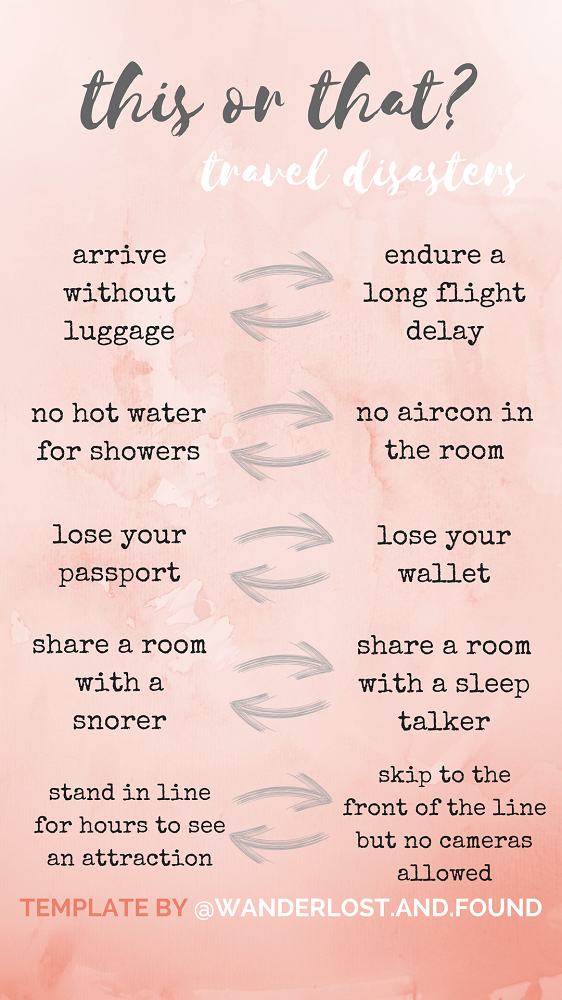 this or that?
travel disasters
arrive
without
luggage
endure a
long flight
delay
no hot water
for showers
no aircon in
the room
lose your
passport
lose your
wallet
share a room
with a
snorer
share a room
with a sleep
talker
stand in line
for hours to see
an attraction
skip to the
front of the line
but no cameras
allowed
TEMPLATE BY @WANDERLOST.AND.FOUND